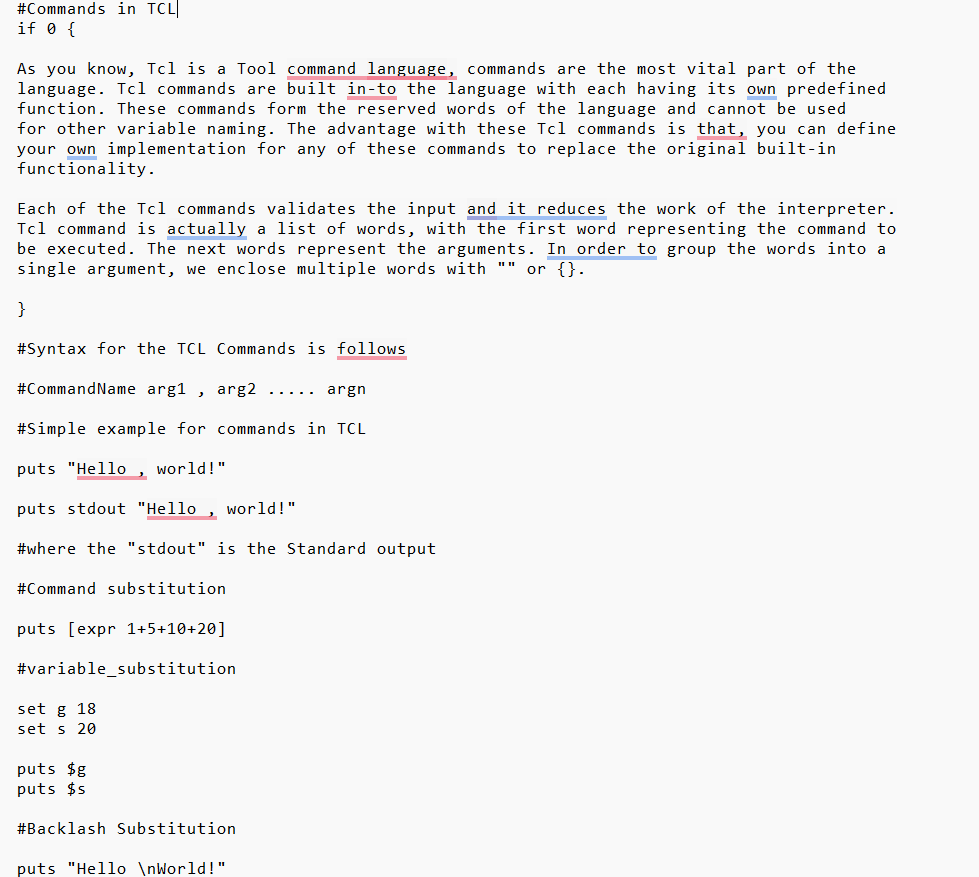 #Commands in TCL
if 0 {
As you know, Tcl is a Tool command language, commands are the most vital part of the
language. Tcl commands are built in-to the language with each having its own predefined
function. These commands form the reserved words of the language and cannot be used
for other variable naming. The advantage with these Tcl commands is that, you can define
your own implementation for any of these commands to replace the original built-in
functionality.
Each of the Tcl commands validates the input and it reduces the work of the interpreter.
Tcl command is actually a list of words, with the first word representing the command to
be executed. The next words represent the arguments. In order to group the words into a
single argument, we enclose multiple words with "" or {}.
}
#Syntax for the TCL Commands is follows
#CommandName arg1 , arg2 ..... argn
#Simple example for commands in TCL
puts "Hello , world!"
puts stdout "Hello , world!"
#where the "stdout" is the Standard output
#Command substitution
puts [expr 1+5+10+20]
#variable_substitution
set g 18
set s 20
puts $g
puts $s
#Backlash Substitution
puts "Hello \nWorld!"